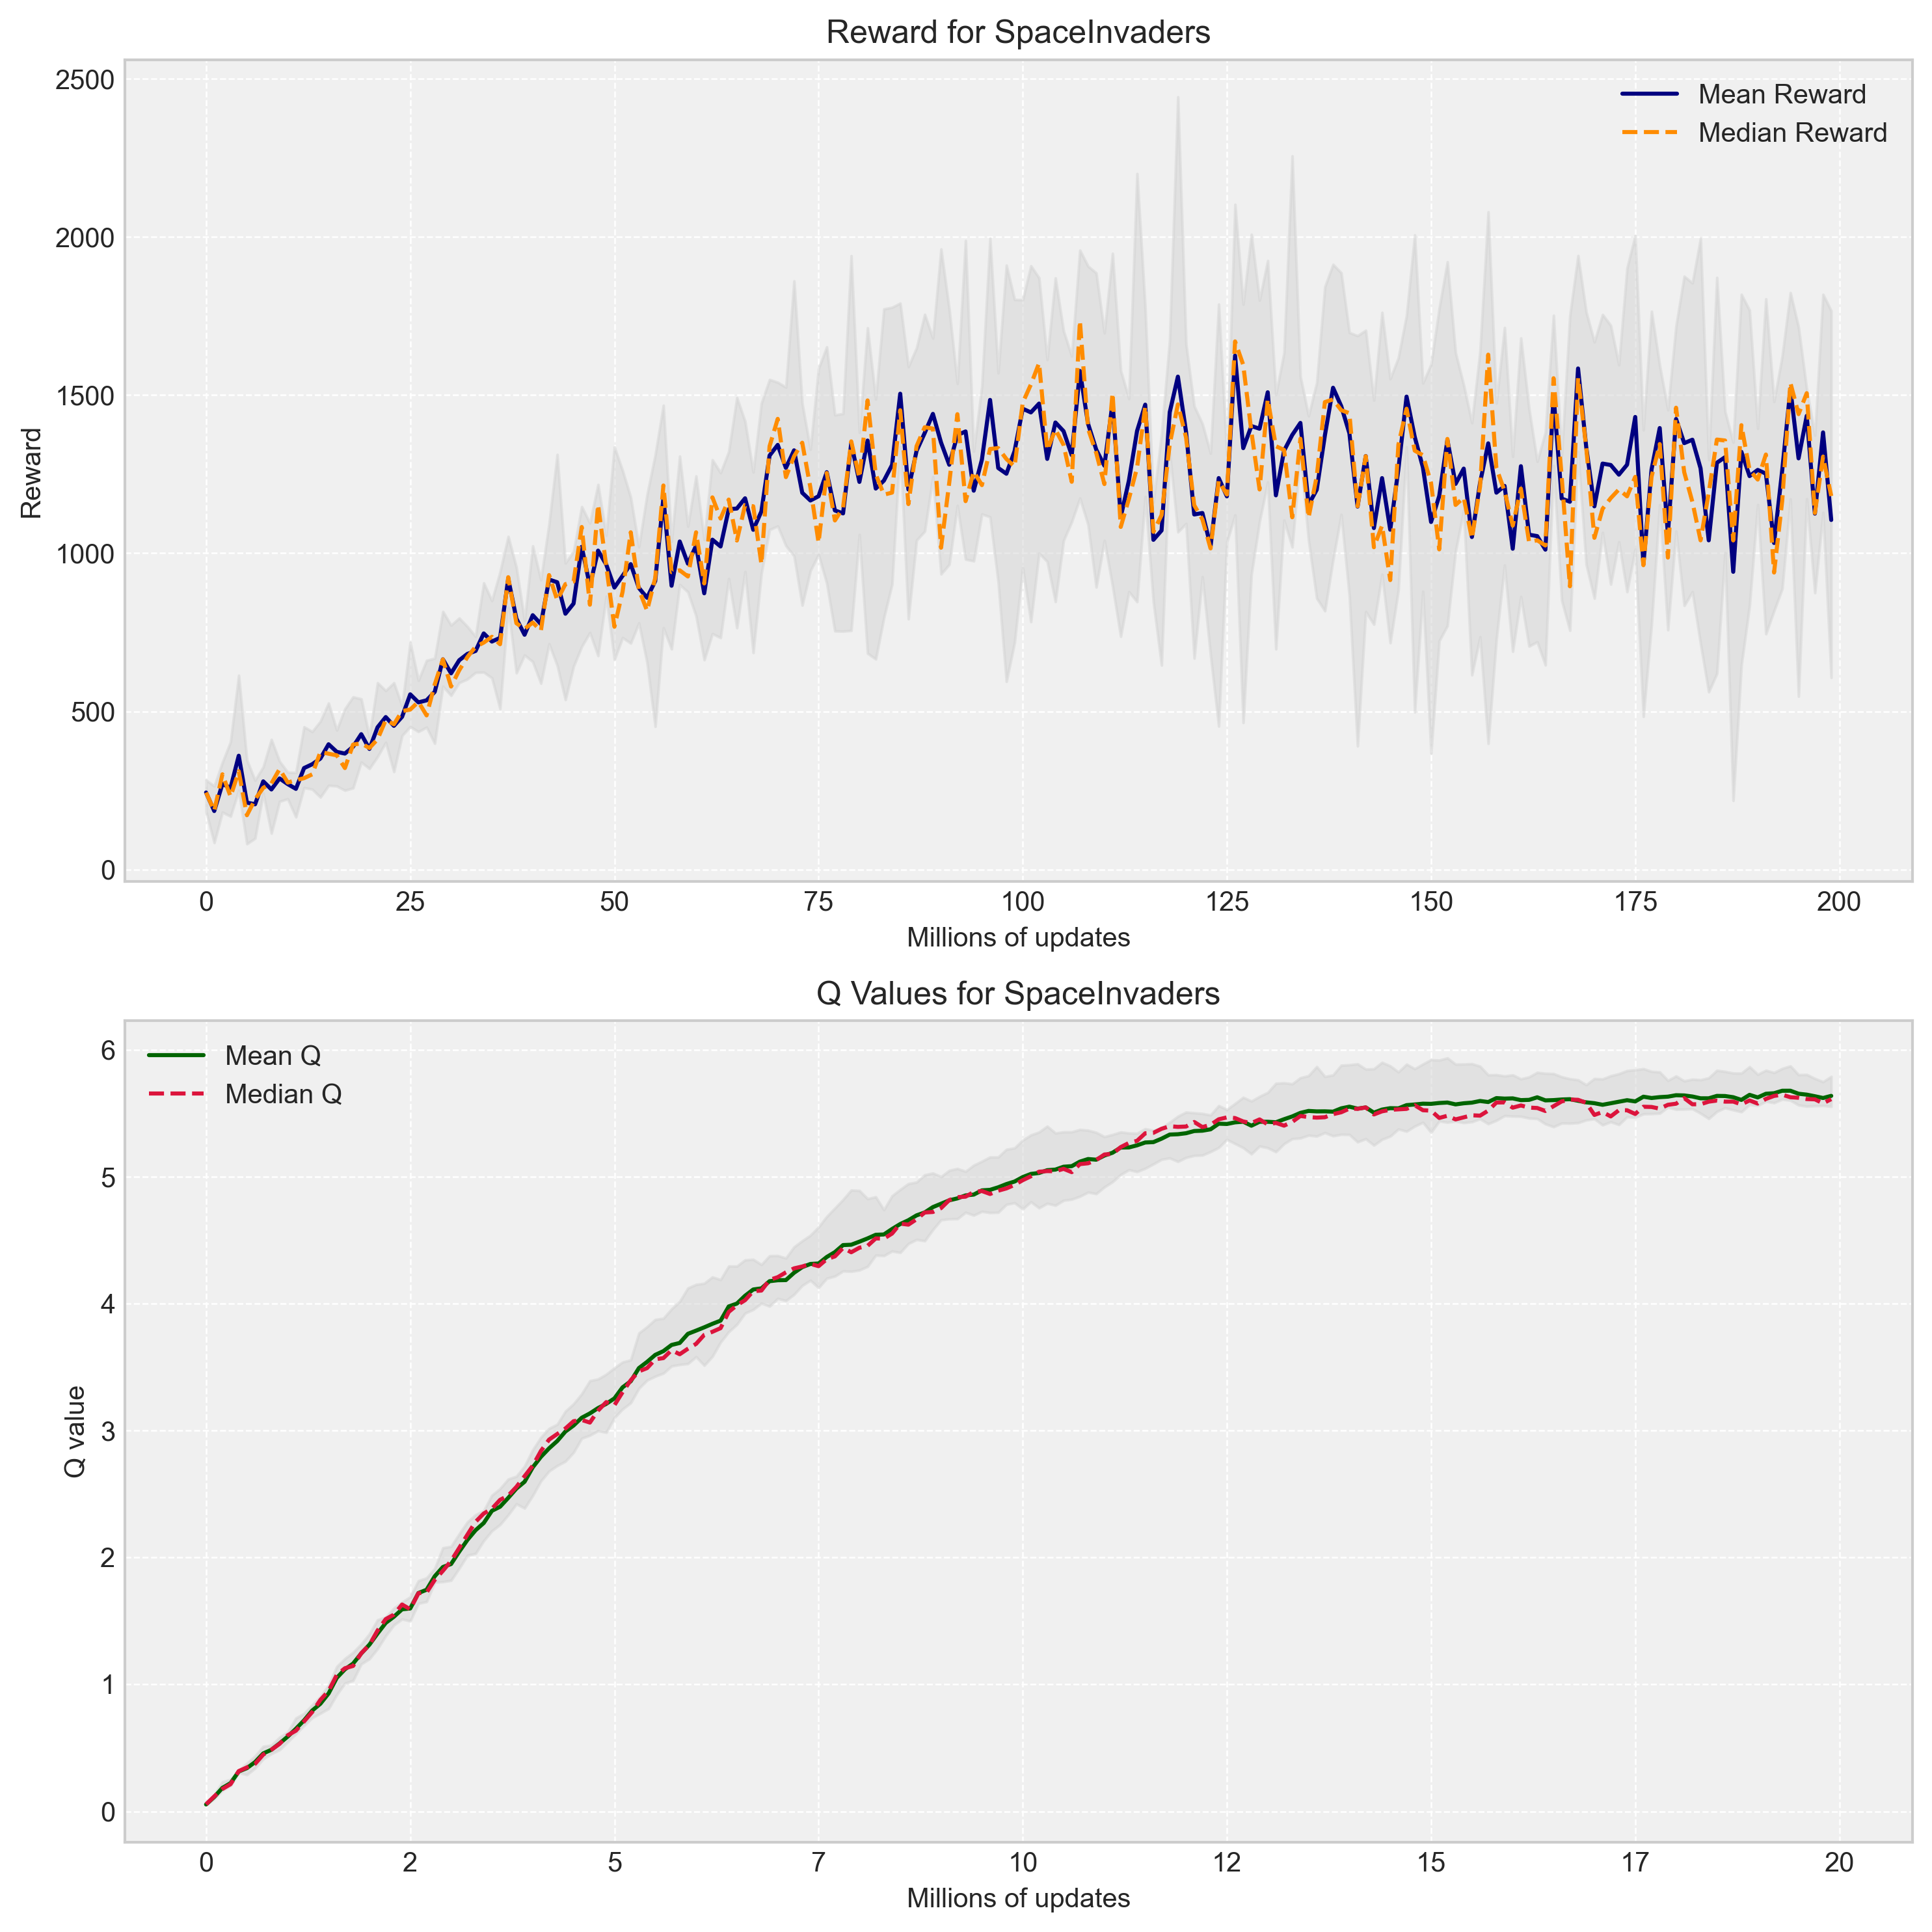 Reward for SpaceInvaders
2500
2000
1500
1000
500
0
Reward
Mean Reward
Median Reward
0 25 50 75 100 125 150 175 200
Millions of updates
Q Values for SpaceInvaders
6
5
4
3
2
1
0
Q value
Mean Q
Median Q
0 2 5 7 10 12 15 17 20
Millions of updates